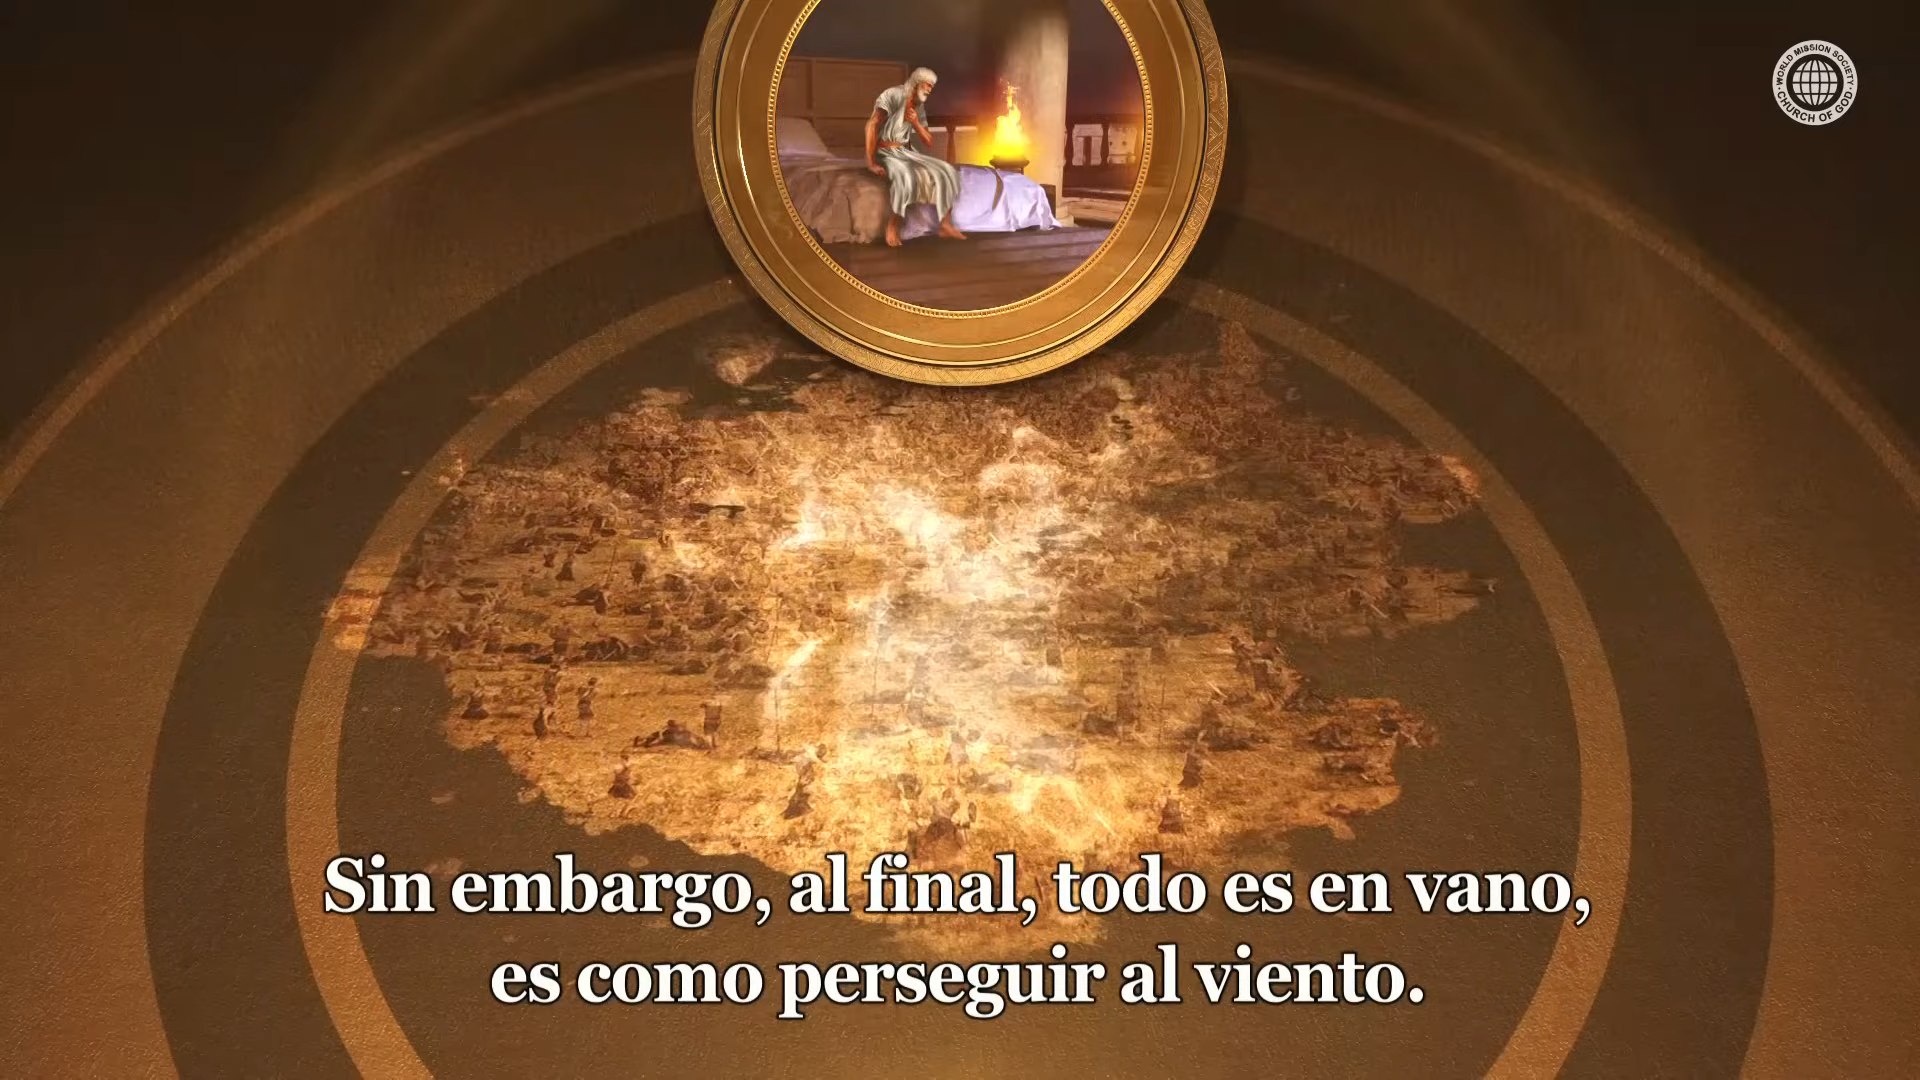 WORLD MISSION SOCIETY
CHURCH OF GOD
Sin embargo, al final, todo es en vano,
es como perseguir al viento.